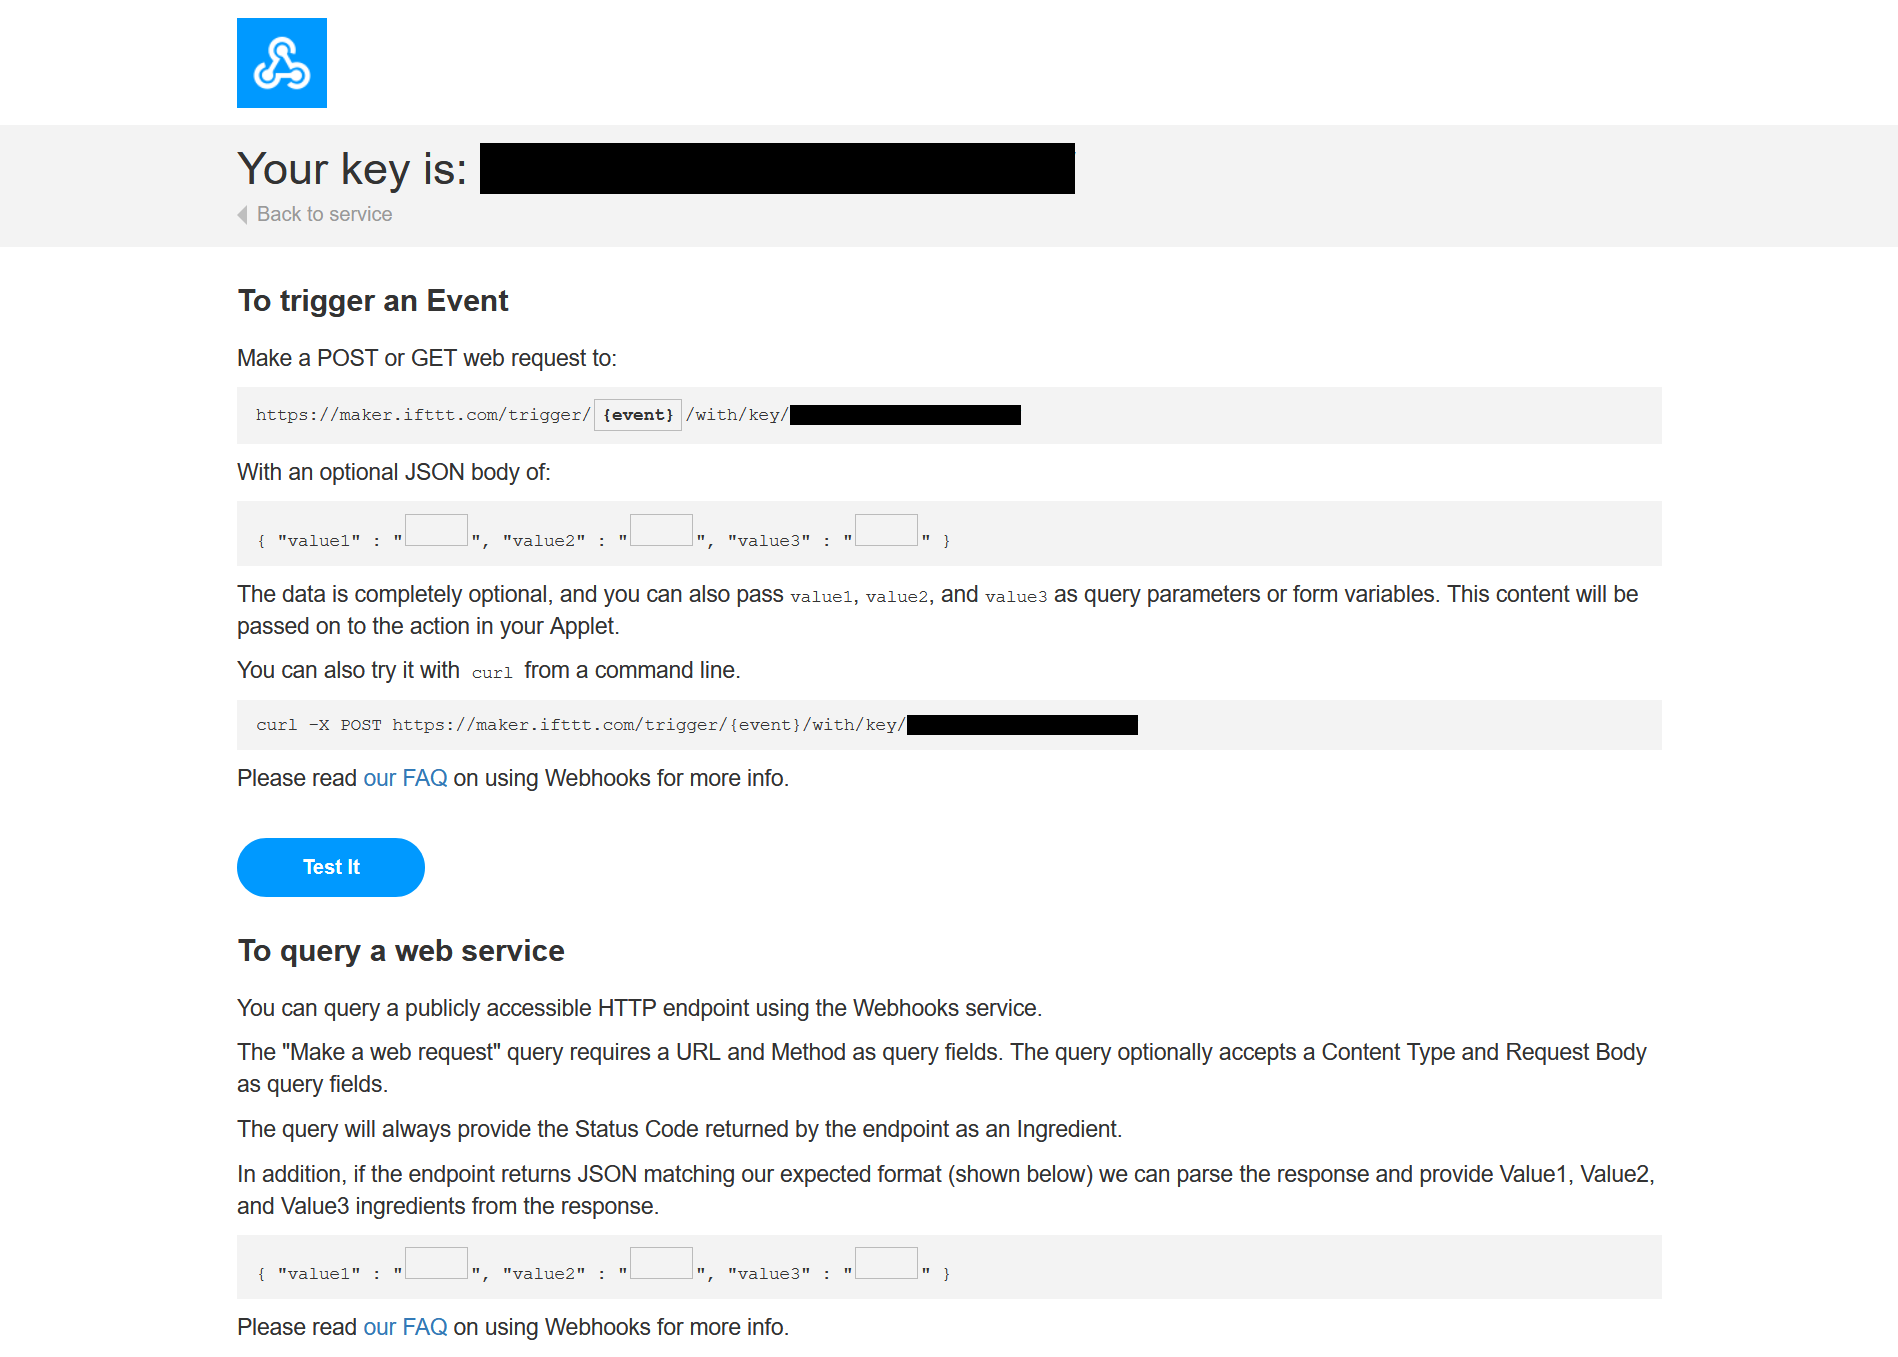 Your key is:
Back to service
To trigger an Event
Make a POST or GET web request to:
https://maker.ifttt.com/trigger/ {event} /with/key/
With an optional JSON body of:
{ "value1" : "", "value2" : "", "value3" : "" }
The data is completely optional, and you can also pass value1, value2, and value3 as query parameters or form variables. This content will be
passed on to the action in your Applet.
You can also try it with curl from a command line.
curl -X POST https://maker.ifttt.com/trigger/{event}/with/key/
Please read our FAQ on using Webhooks for more info.
Test It
To query a web service
You can query a publicly accessible HTTP endpoint using the Webhooks service.
The "Make a web request" query requires a URL and Method as query fields. The query optionally accepts a Content Type and Request Body
as query fields.
The query will always provide the Status Code returned by the endpoint as an Ingredient.
In addition, if the endpoint returns JSON matching our expected format (shown below) we can parse the response and provide Value1, Value2,
and Value3 ingredients from the response.
{ "value1" : "", "value2" : "", "value3" : "" }
Please read our FAQ on using Webhooks for more info.